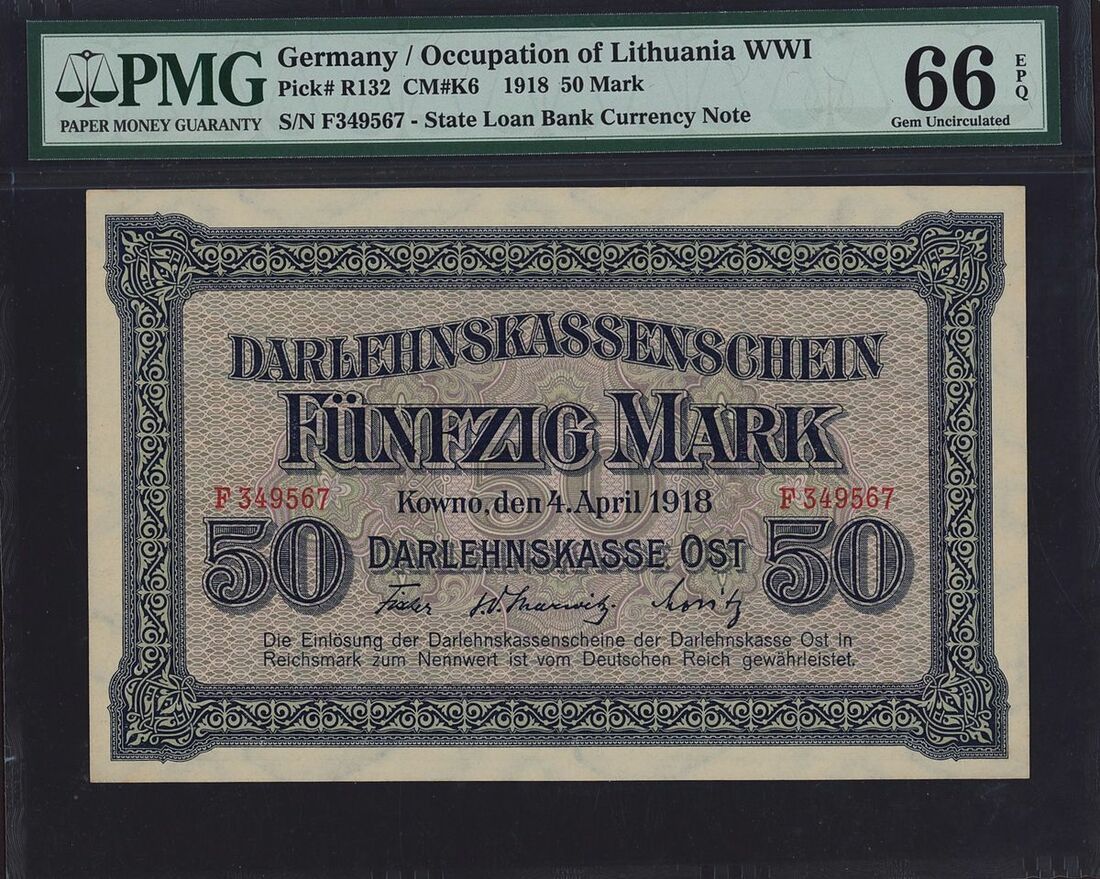 PMG
PAPER MONEY GUARANTY
Germany / Occupation of Lithuania WWI
Pick# R132 CM#K6 1918 50 Mark
S/N F349567 - State Loan Bank Currency Note
66
EPQ
Gem Uncirculated
DARLEHNSKASSENSCHEIN
FÜNFZIG MARK
F 349567 F 349567
Kowno, den 4. April 1918
50 50
DARLEHNSKASSE OST
Die Einlösung der Darlehnskassenscheine der Darlehnskasse Ost in
Reichsmark zum Nennwert ist vom Deutschen Reich gewährleistet.